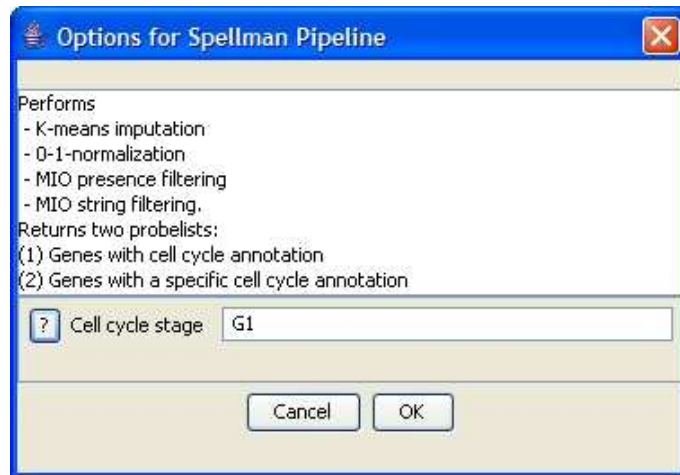 Options for Spellman Pipeline
Performs
- K-means imputation
- 0-1-normalization
- MIO presence filtering
- MIO string filtering.
Returns two probelists:
(1) Genes with cell cycle annotation
(2) Genes with a specific cell cycle annotation
? Cell cycle stage G1
Cancel OK